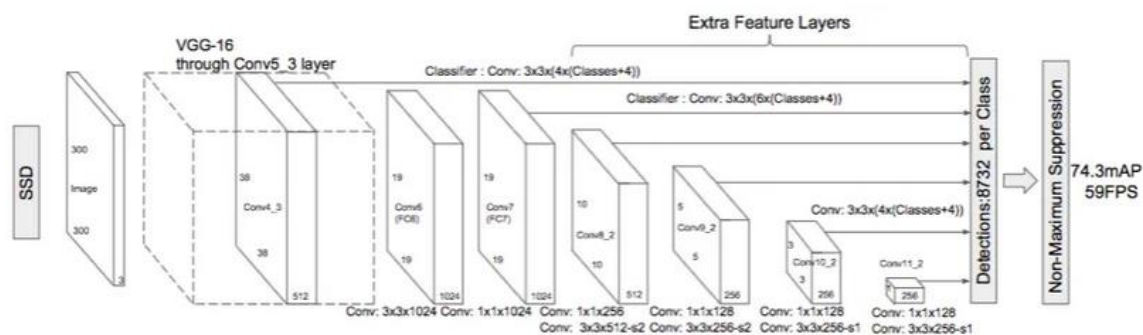 Extra Feature Layers
VGG-16
through Conv5_3 layer
Classifier : Conv: 3x3x(4x(Classes+4))
Classifier : Conv: 3x3x(6x(Classes+4))
SSD
300
Image
300
3
38
Conv4_3
38
512
19
Conv6
(FC6)
19
1024
19
Conv7
(FC7)
19
1024
10
Conv8_2
10
512
5
Conv9_2
5
256
Conv: 3x3x(4x(Classes+4))
3
Conv10_2
3
256
Conv11_2
1
256
Detections:8732 per Class
Non-Maximum Suppression
74.3mAP
59FPS
Conv: 3x3x1024
Conv: 1x1x1024
Conv: 1x1x256
Conv: 3x3x512-s2
Conv: 1x1x128
Conv: 3x3x256-s2
Conv: 1x1x128
Conv: 3x3x256-s1
Conv: 1x1x128
Conv: 3x3x256-s1